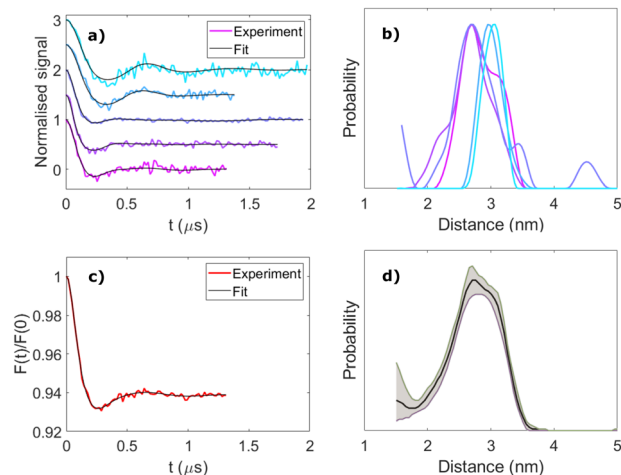 a)
Experiment
Fit
Normalised signal
3
2
1
0
0 0.5 1 1.5 2
t (μs)
b)
Probability
1 2 3 4 5
Distance (nm)
c)
Experiment
Fit
F(t)/F(0)
1
0.98
0.96
0.94
0.92
0 0.5 1 1.5 2
t (μs)
d)
Probability
1 2 3 4 5
Distance (nm)